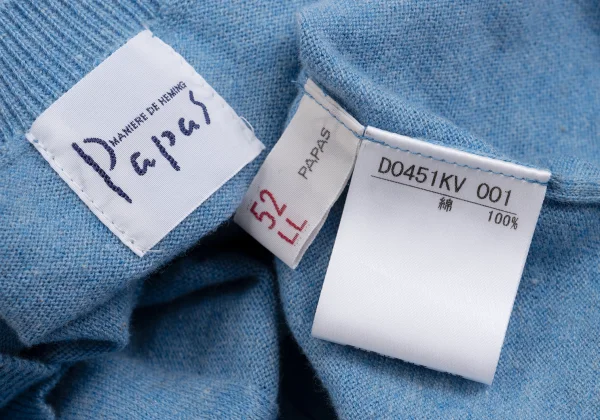 MANIERE DE HEMING
Papas
PAPAS
52
LL
D0451KV 001
綿 100%